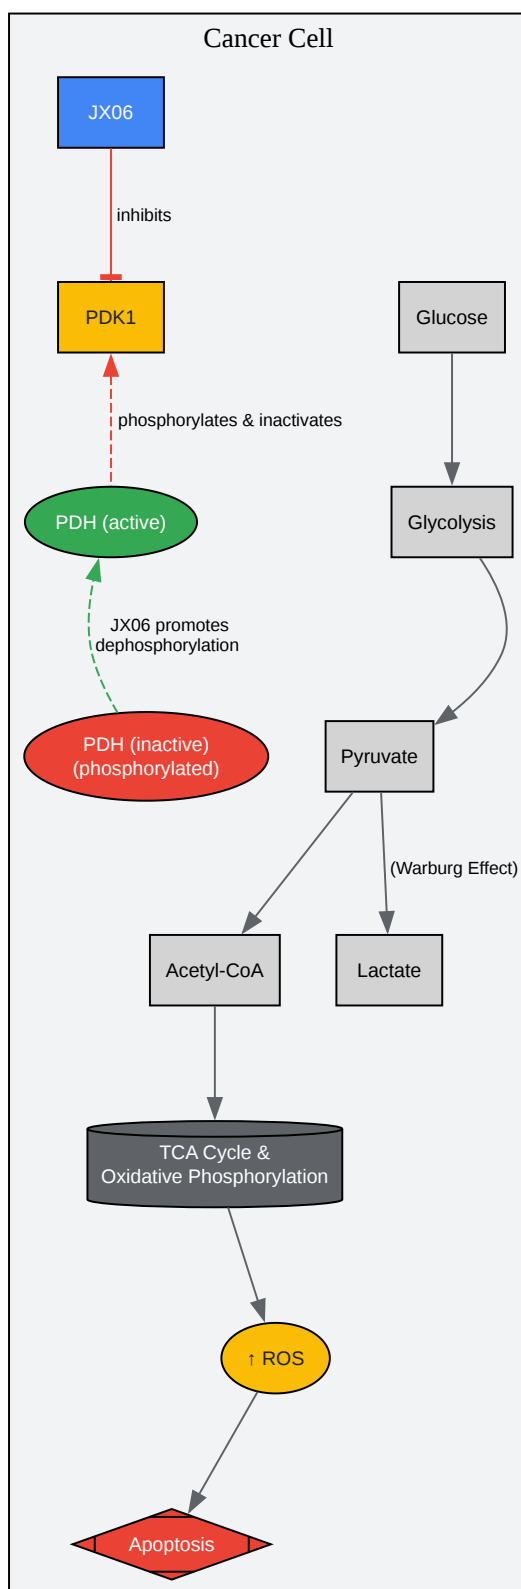 Cancer Cell
JX06
inhibits
PDK1
Glucose
phosphorylates & inactivates
PDH (active)
Glycolysis
JX06 promotes
dephosphorylation
PDH (inactive)
(phosphorylated)
Pyruvate
(Warburg Effect)
Acetyl-CoA
Lactate
TCA Cycle &
Oxidative Phosphorylation
↑ ROS
Apoptosis